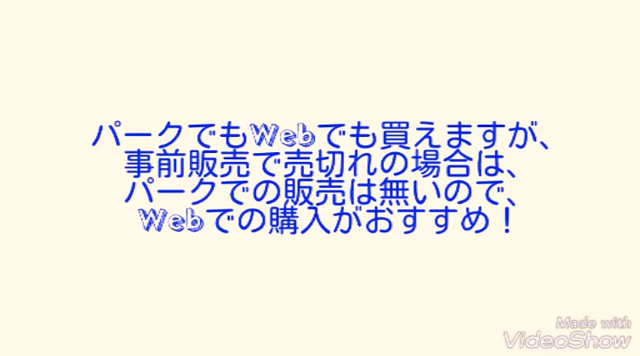 パークでもWebでも買えますが、
事前販売で売切れの場合は、
パークでの販売は無いので、
Webでの購入がおすすめ！
Made with
VideoShow